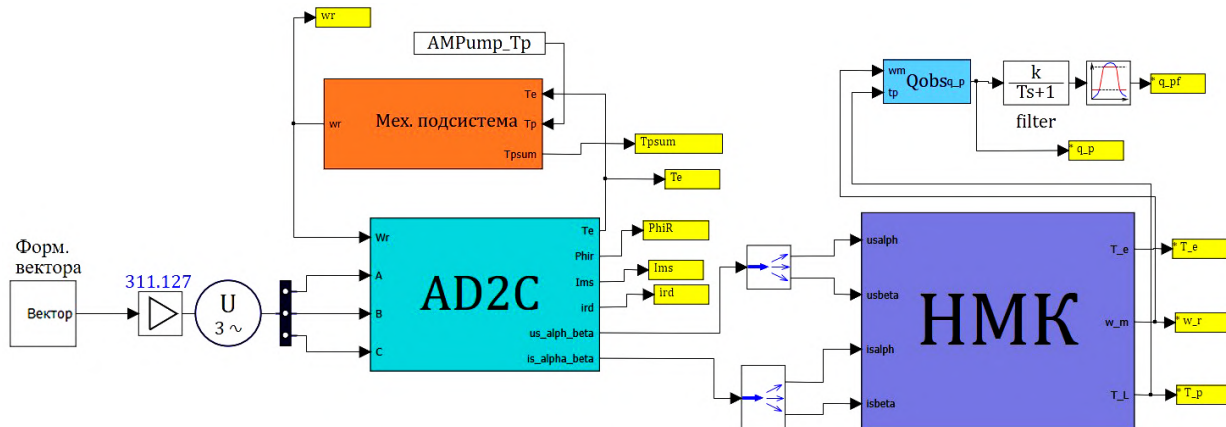 wr
AMPump_Tp
Te
Tp
wr
Мех. подсистема
Tpsum
Tpsum
Te
wm
tp
Qobs
q_p
k
Ts+1
filter
* q_pf
* q_p
Форм.
вектора
Вектор
311.127
U
3 ~
Wr
A
B
C
AD2C
Te
Phir
Ims
ird
us_alph_beta
is_alpha_beta
PhiR
Ims
ird
usalph
usbeta
isalph
isbeta
НМК
T_e
w_m
T_L
* T_e
* w_r
* T_p